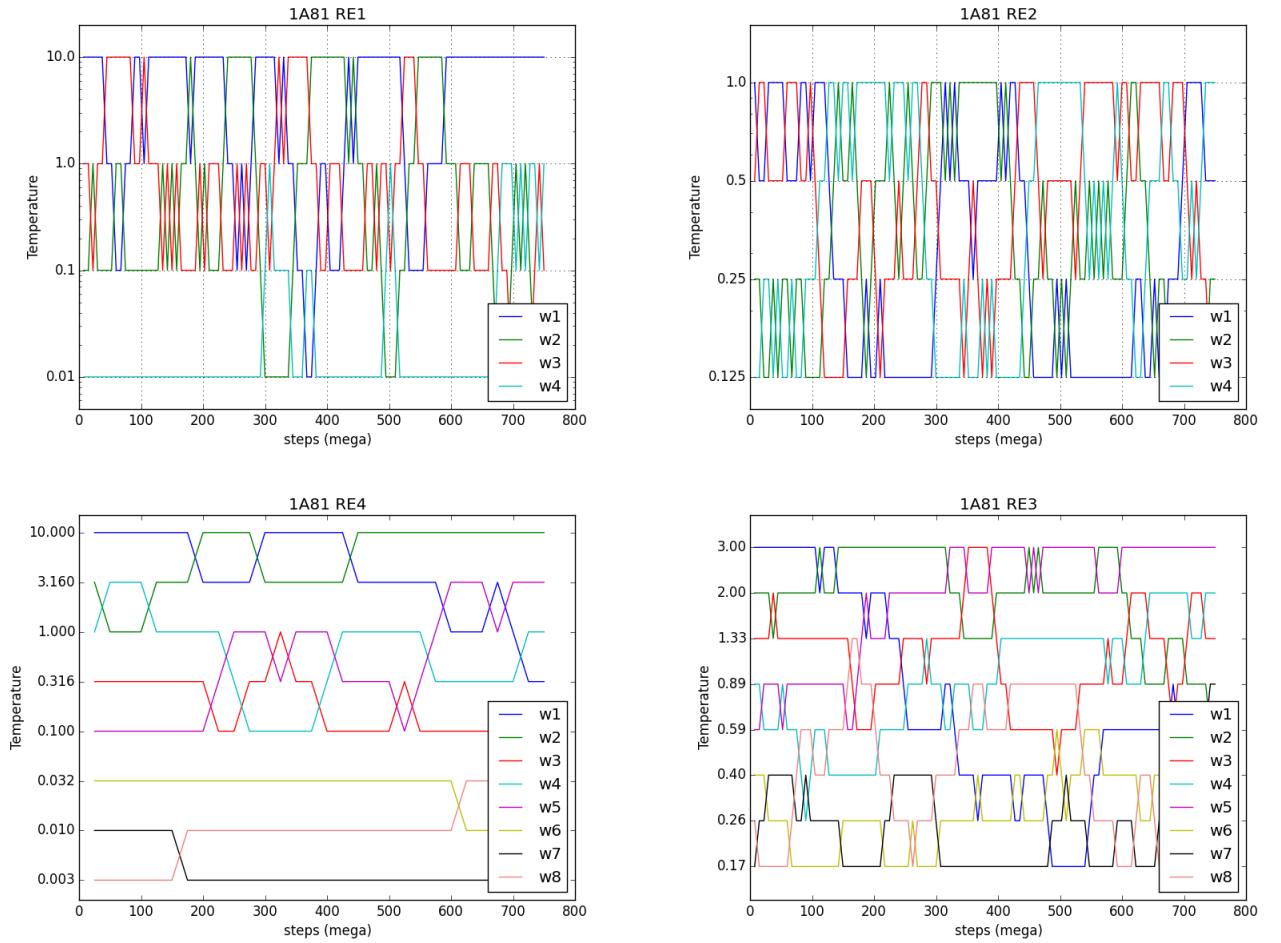 1A81 RE1
Temperature
10.0
1.0
0.1
0.01
0 100 200 300 400 500 600 700 800
steps (mega)
w1
w2
w3
w4
1A81 RE2
Temperature
1.0
0.5
0.25
0.125
0 100 200 300 400 500 600 700 800
steps (mega)
w1
w2
w3
w4
1A81 RE4
Temperature
10.000
3.160
1.000
0.316
0.100
0.032
0.010
0.003
0 100 200 300 400 500 600 700 800
steps (mega)
w1
w2
w3
w4
w5
w6
w7
w8
1A81 RE3
Temperature
3.00
2.00
1.33
0.89
0.59
0.40
0.26
0.17
0 100 200 300 400 500 600 700 800
steps (mega)
w1
w2
w3
w4
w5
w6
w7
w8